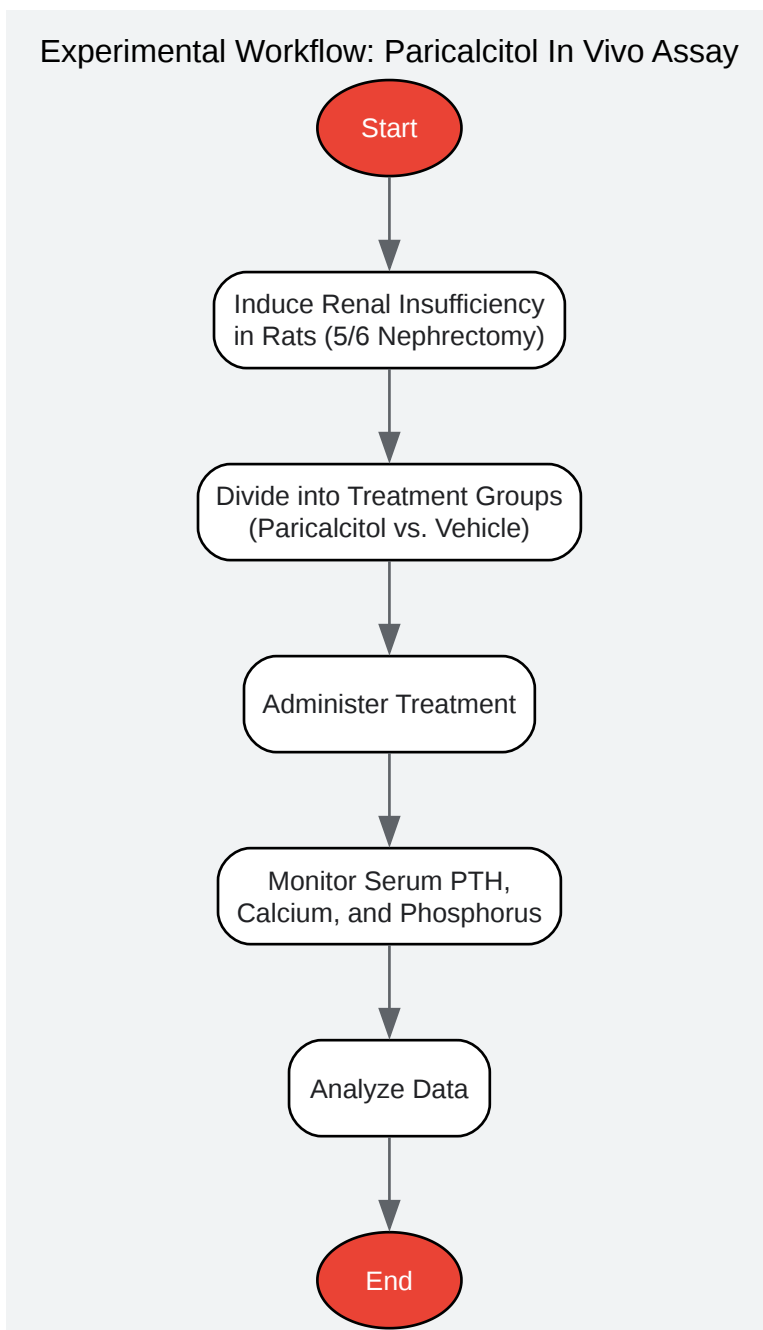 Experimental Workflow: Paricalcitol In Vivo Assay
Start
Induce Renal Insufficiency
in Rats (5/6 Nephrectomy)
Divide into Treatment Groups
(Paricalcitol vs. Vehicle)
Administer Treatment
Monitor Serum PTH,
Calcium, and Phosphorus
Analyze Data
End